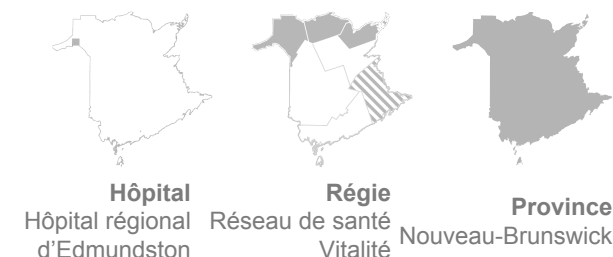 Hôpital
Hôpital régional
d’Edmundston
Régie
Réseau de santé
Vitalité
Province
Nouveau-Brunswick